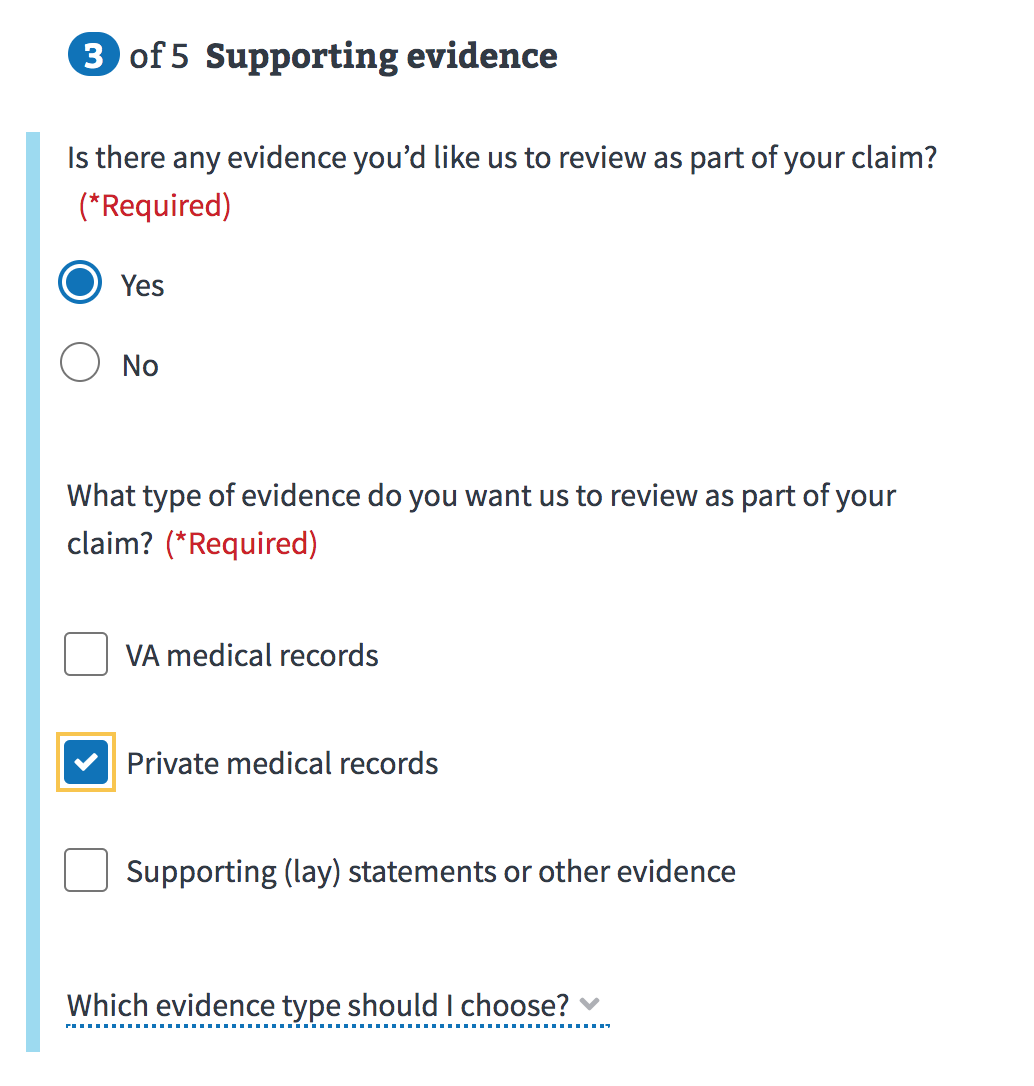 3 of 5 Supporting evidence
Is there any evidence you’d like us to review as part of your claim?
(*Required)
Yes
No
What type of evidence do you want us to review as part of your
claim? (*Required)
VA medical records
Private medical records
Supporting (lay) statements or other evidence
Which evidence type should I choose?